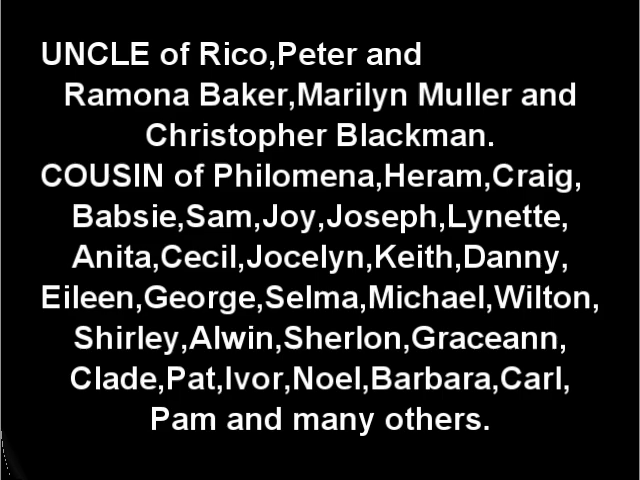 UNCLE of Rico,Peter and
Ramona Baker,Marilyn Muller and
Christopher Blackman.
COUSIN of Philomena,Heram,Craig,
Babsie,Sam,Joy,Joseph,Lynette,
Anita,Cecil,Jocelyn,Keith,Danny,
Eileen,George,Selma,Michael,Wilton,
Shirley,Alwin,Sherlon,Graceann,
Clade,Pat,Ivor,Noel,Barbara,Carl,
Pam and many others.